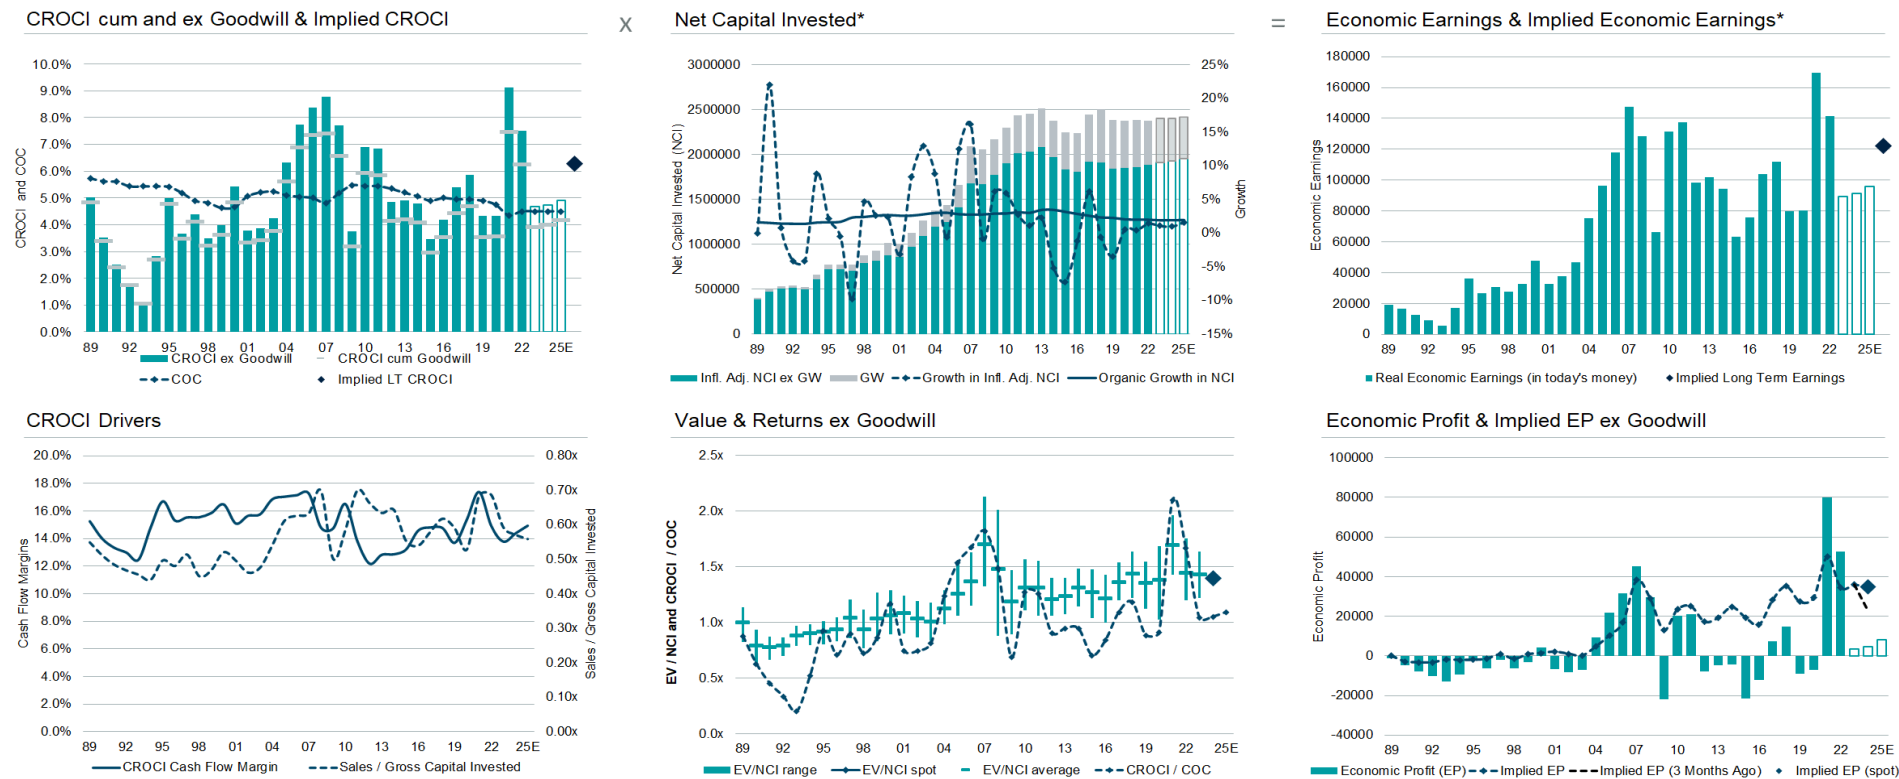 CROCI cum and ex Goodwill & Implied CROCI
10.0%
9.0%
8.0%
7.0%
6.0%
5.0%
4.0%
3.0%
2.0%
1.0%
0.0%
CROCI and COC
89 92 95 98 01 04 07 10 13 16 19 22 25E
CROCI ex Goodwill CROCI cum Goodwill
COC Implied LT CROCI
x
Net Capital Invested*
3000000
2500000
2000000
1500000
1000000
500000
0
Net Capital Invested (NCI)
25%
20%
15%
10%
5%
0%
-5%
-10%
-15%
Growth
89 92 95 98 01 04 07 10 13 16 19 22 25E
Infl. Adj. NCI ex GW GW Growth in Infl. Adj. NCI Organic Growth in NCI
=
Economic Earnings & Implied Economic Earnings*
180000
160000
140000
120000
100000
80000
60000
40000
20000
0
Economic Earnings
89 92 95 98 01 04 07 10 13 16 19 22 25E
Real Economic Earnings (in today's money) Implied Long Term Earnings
CROCI Drivers
20.0%
18.0%
16.0%
14.0%
12.0%
10.0%
8.0%
6.0%
4.0%
2.0%
0.0%
Cash Flow Margins
0.80x
0.70x
0.60x
0.50x
0.40x
0.30x
0.20x
0.10x
0.00x
Sales / Gross Capital Invested
89 92 95 98 01 04 07 10 13 16 19 22 25E
CROCI Cash Flow Margin Sales / Gross Capital Invested
Value & Returns ex Goodwill
2.5x
2.0x
1.5x
1.0x
0.5x
0.0x
EV / NCI and CROCI / COC
89 92 95 98 01 04 07 10 13 16 19 22 25E
EV/NCI range EV/NCI spot EV/NCI average CROCI / COC
Economic Profit & Implied EP ex Goodwill
100000
80000
60000
40000
20000
0
-20000
-40000
Economic Profit
89 92 95 98 01 04 07 10 13 16 19 22 25E
Economic Profit (EP) Implied EP Implied EP (3 Months Ago) Implied EP (spot)